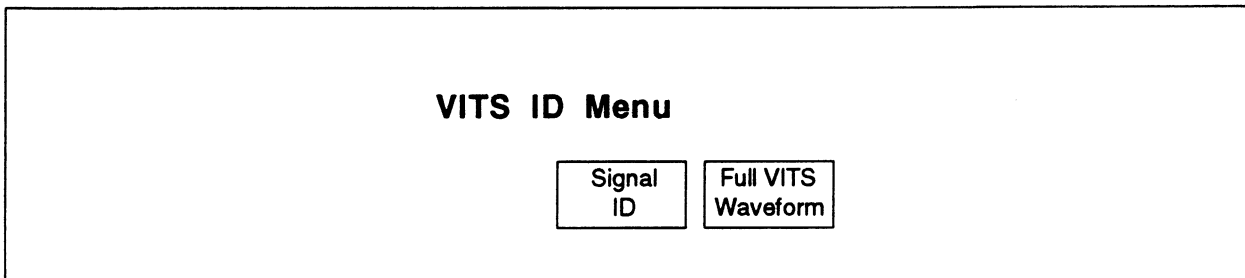 VITS ID Menu
Signal
ID
Full VITS
Waveform